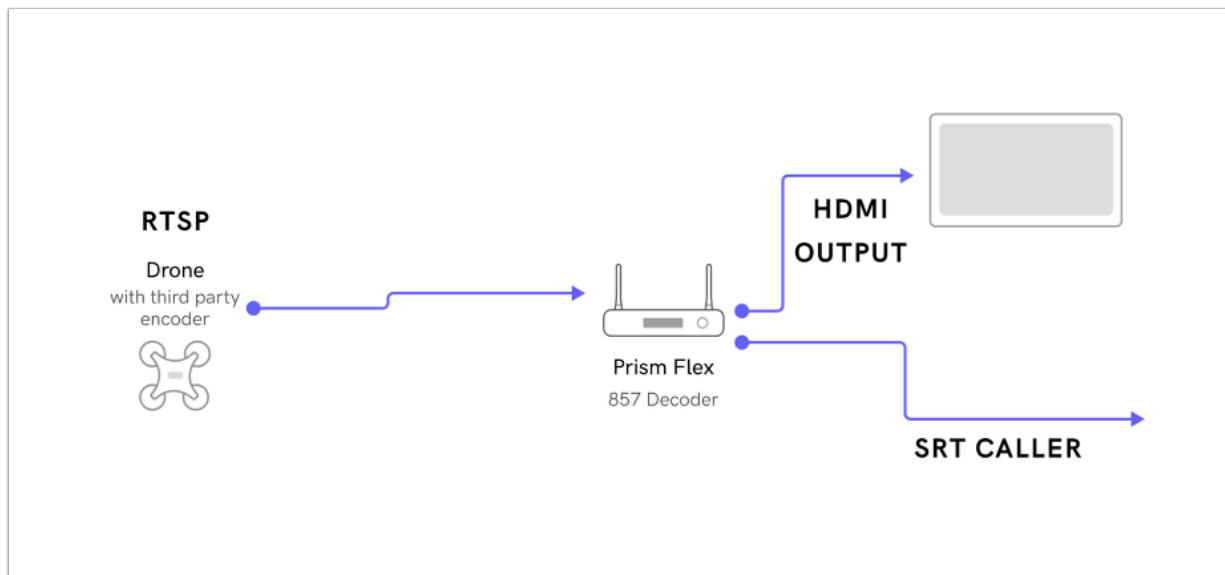 RTSP
Drone
with third party
encoder
HDMI
OUTPUT
Prism Flex
857 Decoder
SRT CALLER